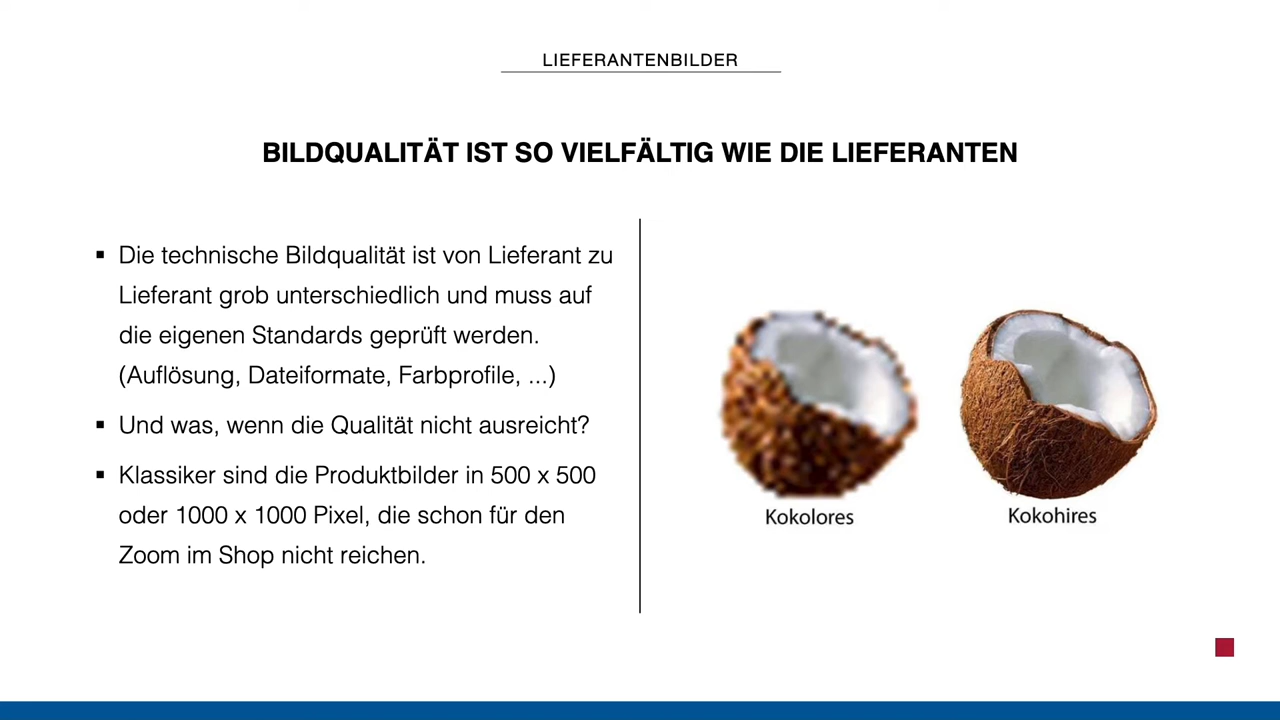 LIEFERANTENBILDER
BILDQUALITÄT IST SO VIELFÄLTIG WIE DIE LIEFERANTEN
▪ Die technische Bildqualität ist von Lieferant zu
Lieferant grob unterschiedlich und muss auf
die eigenen Standards geprüft werden.
(Auflösung, Dateiformate, Farbprofile, ...)
▪ Und was, wenn die Qualität nicht ausreicht?
▪ Klassiker sind die Produktbilder in 500 x 500
oder 1000 x 1000 Pixel, die schon für den
Zoom im Shop nicht reichen.
Kokolores
Kokohires